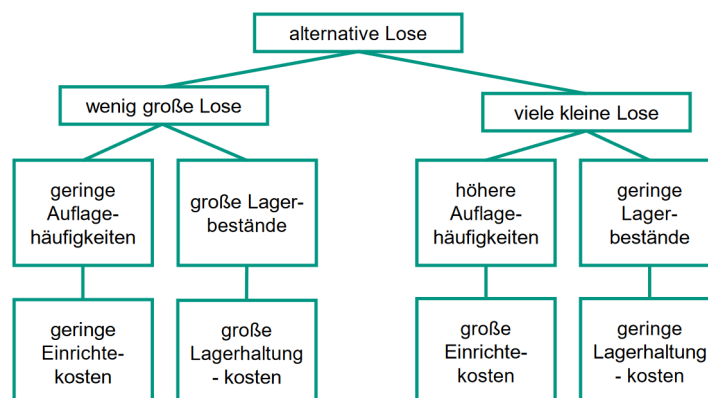 alternative Lose
wenig große Lose
viele kleine Lose
geringe
Auflage-
häufigkeiten
große Lager-
bestände
höhere
Auflage-
häufigkeiten
geringe
Lager-
bestände
geringe
Einrichte-
kosten
große
Lagerhaltung
- kosten
große
Einrichte-
kosten
geringe
Lagerhaltung
- kosten